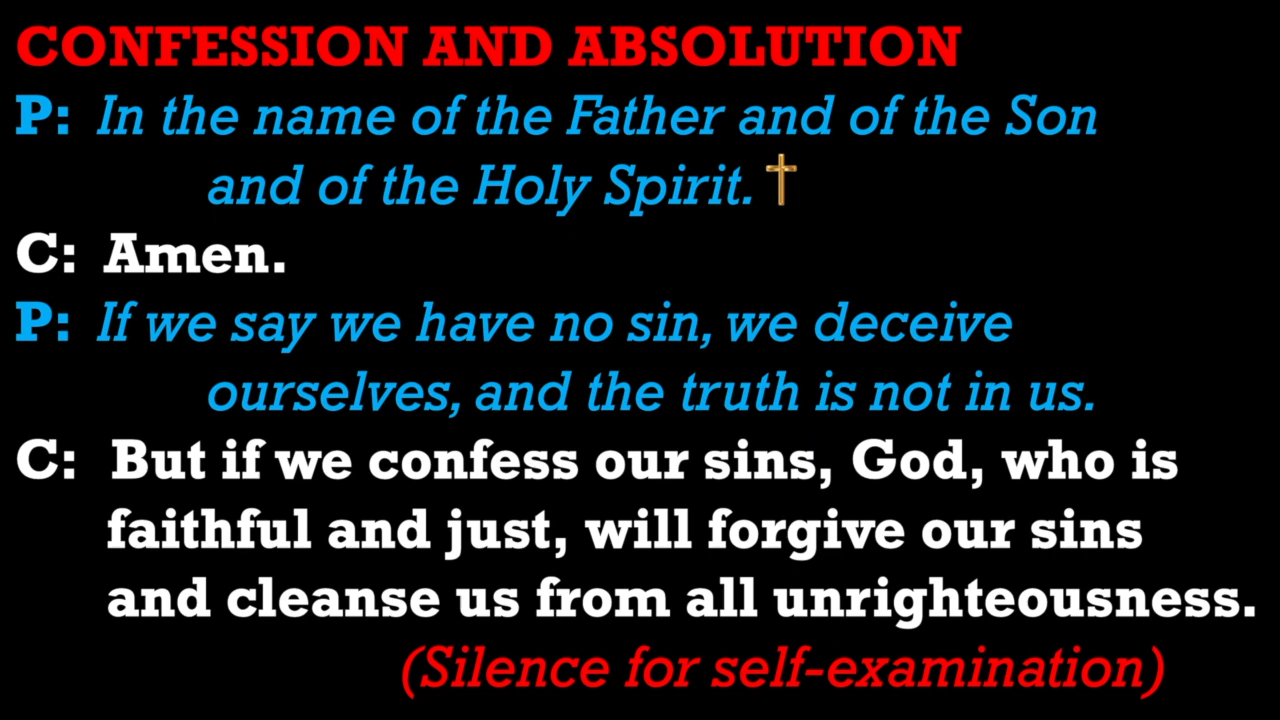 CONFESSION AND ABSOLUTION
P: In the name of the Father and of the Son
and of the Holy Spirit.
C: Amen.
P: If we say we have no sin, we deceive
ourselves, and the truth is not in us.
C: But if we confess our sins, God, who is
faithful and just, will forgive our sins
and cleanse us from all unrighteousness.
(Silence for self-examination)